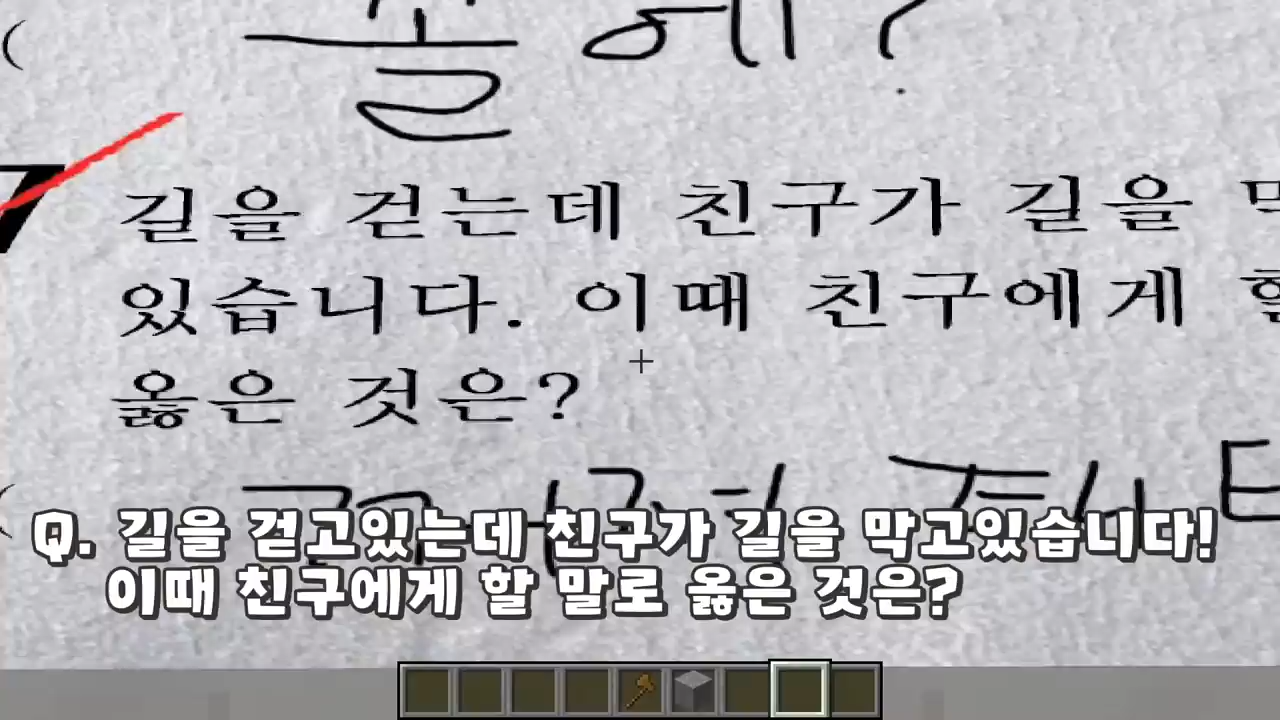 에?
7 길을 걷는데 친구가 길을
있습니다. 이때 친구에게
옳은 것은?
Q. 길을 걷고있는데 친구가 길을 막고있습니다!
이때 친구에게 할 말로 옳은 것은?